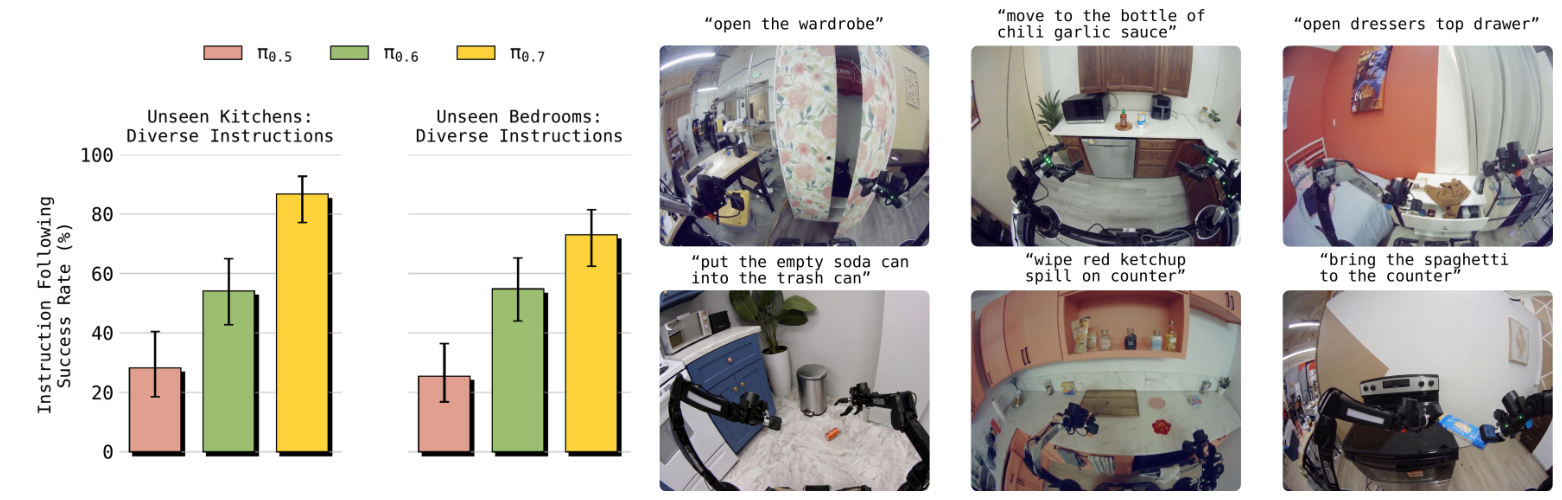 π0.5 π0.6 π0.7
Unseen Kitchens:
Diverse Instructions
Unseen Bedrooms:
Diverse Instructions
Instruction Following
Success Rate (%)
100
80
60
40
20
0
“open the wardrobe”
“move to the bottle of
chili garlic sauce”
“open dressers top drawer”
“put the empty soda can
into the trash can”
“wipe red ketchup
spill on counter”
“bring the spaghetti
to the counter”